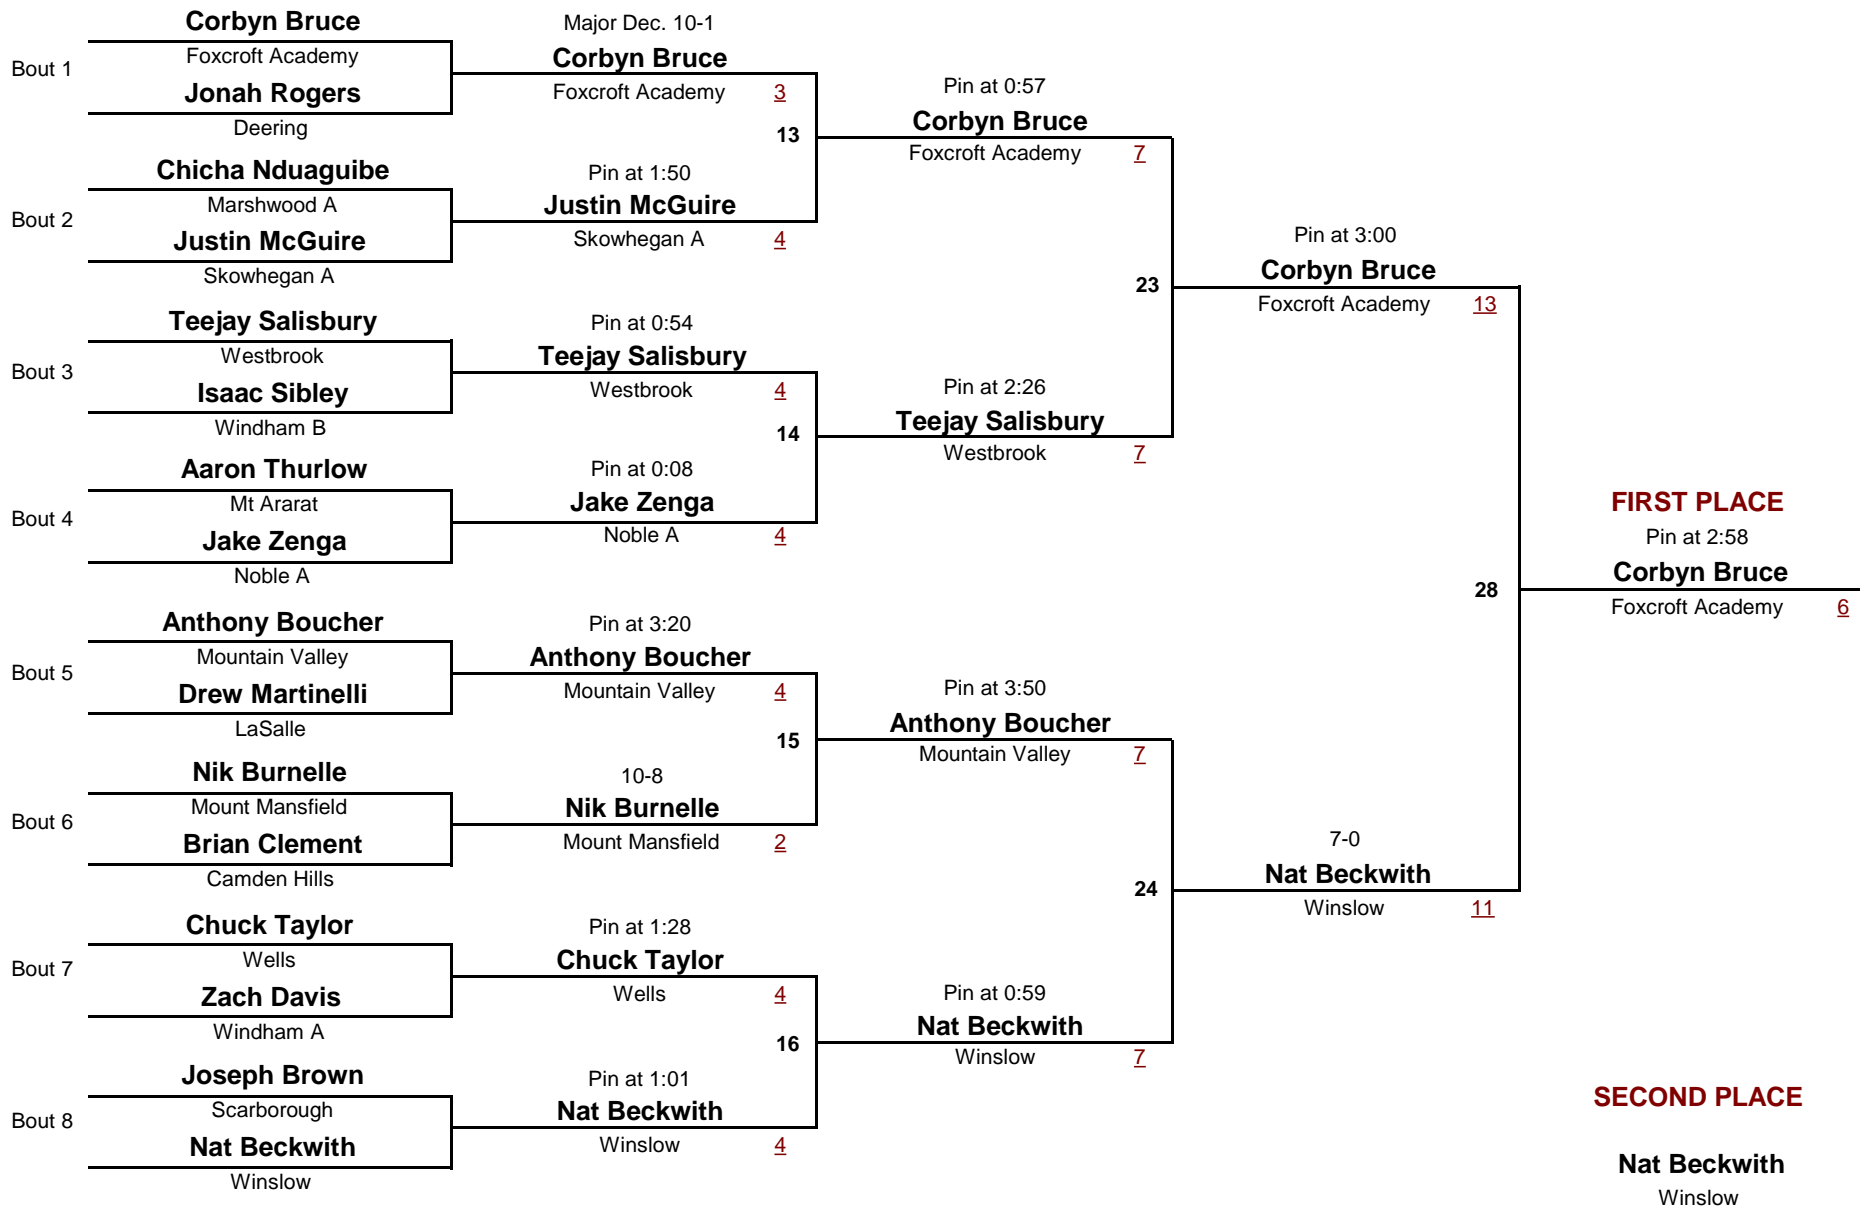 Corbyn Bruce
Bout 1
Foxcroft Academy
Jonah Rogers
Deering
Chicha Nduaguibe
Bout 2
Marshwood A
Justin McGuire
Skowhegan A
Teejay Salisbury
Bout 3
Westbrook
Isaac Sibley
Windham B
Aaron Thurlow
Bout 4
Mt Ararat
Jake Zenga
Noble A
Anthony Boucher
Bout 5
Mountain Valley
Drew Martinelli
LaSalle
Nik Burnelle
Bout 6
Mount Mansfield
Brian Clement
Camden Hills
Chuck Taylor
Bout 7
Wells
Zach Davis
Windham A
Joseph Brown
Bout 8
Scarborough
Nat Beckwith
Winslow
Major Dec. 10-1
Corbyn Bruce
Foxcroft Academy 3
13
Pin at 1:50
Justin McGuire
Skowhegan A 4
Pin at 0:54
Teejay Salisbury
Westbrook 4
14
Pin at 0:08
Jake Zenga
Noble A 4
Pin at 3:20
Anthony Boucher
Mountain Valley 4
15
10-8
Nik Burnelle
Mount Mansfield 2
Pin at 1:28
Chuck Taylor
Wells 4
16
Pin at 1:01
Nat Beckwith
Winslow 4
Pin at 0:57
Corbyn Bruce
Foxcroft Academy 7
23
Pin at 2:26
Teejay Salisbury
Westbrook 7
Pin at 3:50
Anthony Boucher
Mountain Valley 7
24
Pin at 0:59
Nat Beckwith
Winslow 7
Pin at 3:00
Corbyn Bruce
Foxcroft Academy 13
28
7-0
Nat Beckwith
Winslow 11
FIRST PLACE
Pin at 2:58
Corbyn Bruce
Foxcroft Academy 6
SECOND PLACE
Nat Beckwith
Winslow